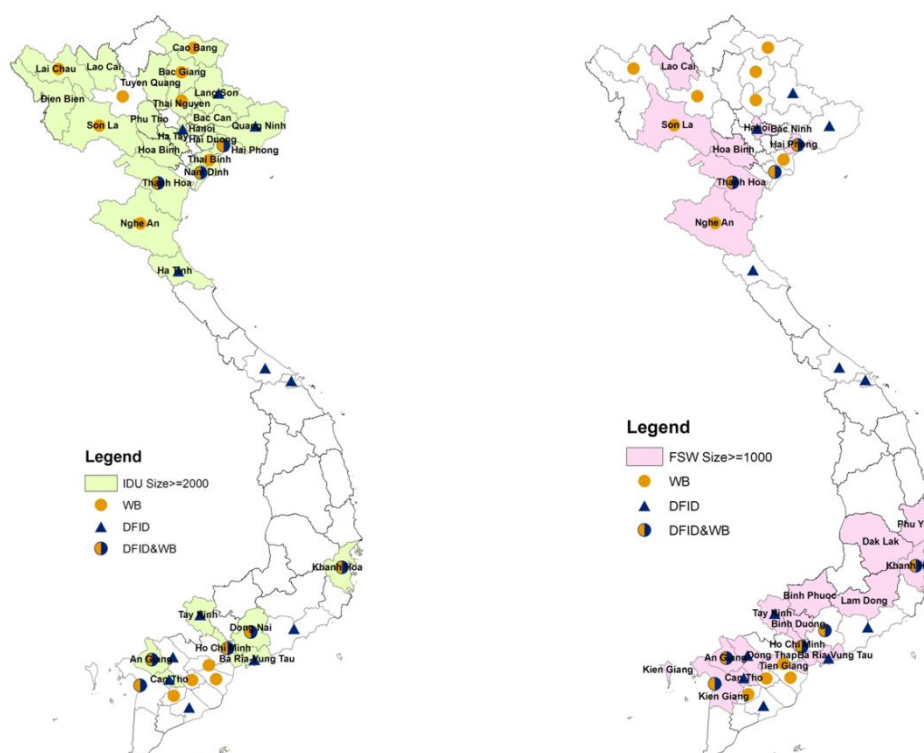 Cao Bang
Lai Chau
Lao Cai
Bac Giang
Tuyen Quang
Lang Son
Dien Bien
Thai Nguyen
Phu Tho
Bac Can
Son La
Hanoi
Quang Ninh
Ha Tay
Hai Duong
Hoa Binh
Hai Phong
Thai Binh
Nam Dinh
Thanh Hoa
Nghe An
Ha Tinh
Legend
IDU Size>=2000
WB
DFID
DFID&WB
Khanh Hoa
Tay Ninh
Dong Nai
Ho Chi Minh
An Giang
Ba Ria-Vung Tau
Can Tho
Lao Cai
Son La
Hanoi
Bac Ninh
Hoa Binh
Hai Phong
Thanh Hoa
Nghe An
Legend
FSW Size>=1000
WB
DFID
DFID&WB
Phu Y
Dak Lak
Khanh H
Binh Phuoc
Lam Dong
Tay Ninh
Binh Duong
Ho Chi Minh
An Giang
Dong Thap
Ba Ria-Vung Tau
Kien Giang
Tien Giang
Can Tho
Kien Giang